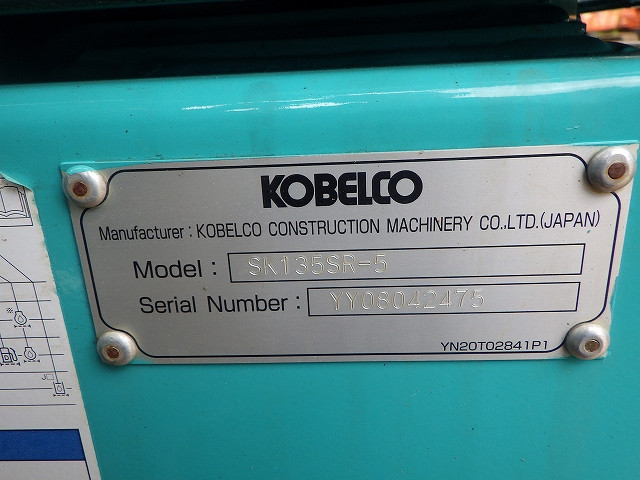 KOBELCO
Manufacturer : KOBELCO CONSTRUCTION MACHINERY CO.,LTD.(JAPAN)
Model : SK135SR-5
Serial Number : YY08042475
YN20T02841P1